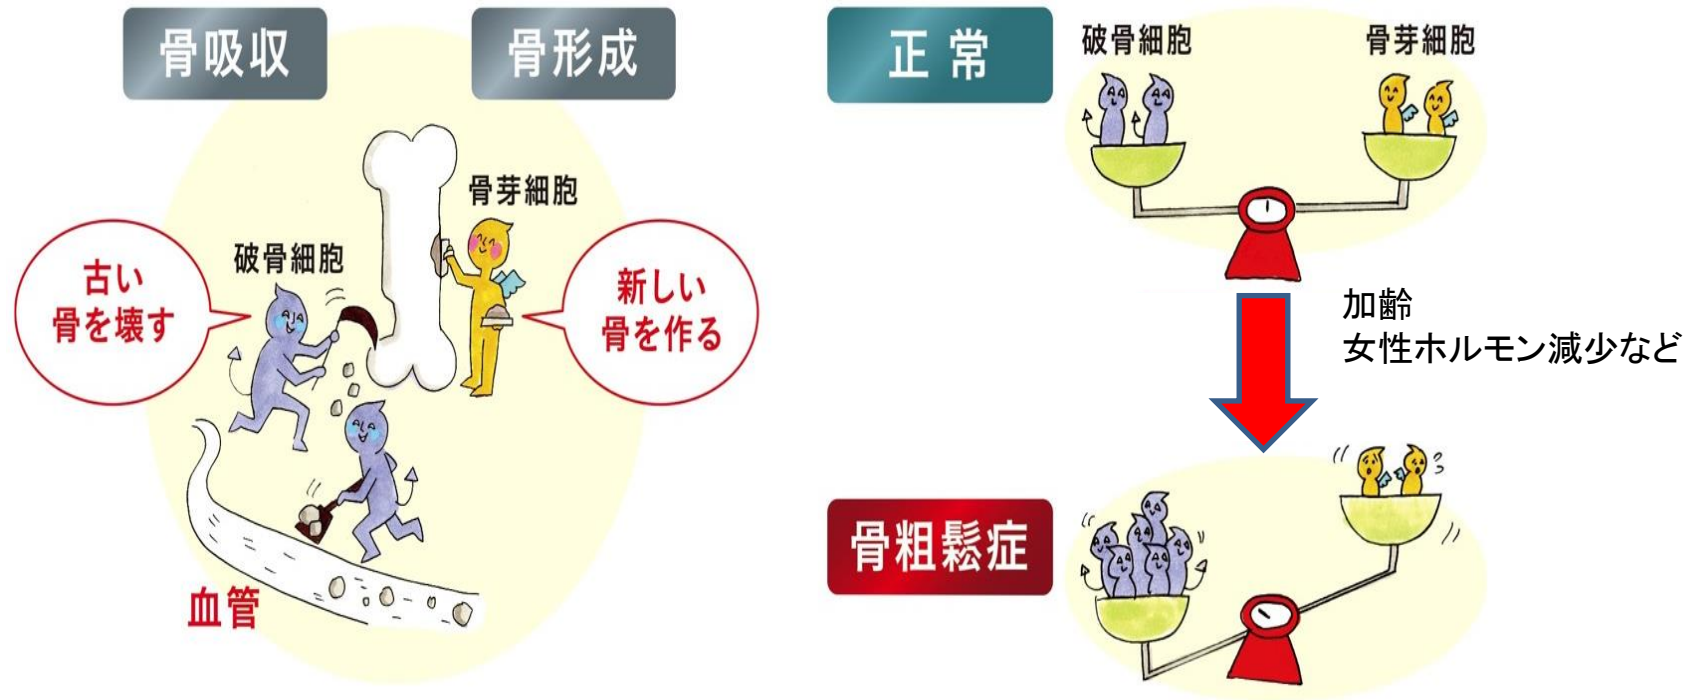 骨吸収
骨形成
骨芽細胞
破骨細胞
古い
骨を壊す
新しい
骨を作る
血管
正常
破骨細胞
骨芽細胞
加齢
女性ホルモン減少など
骨粗鬆症